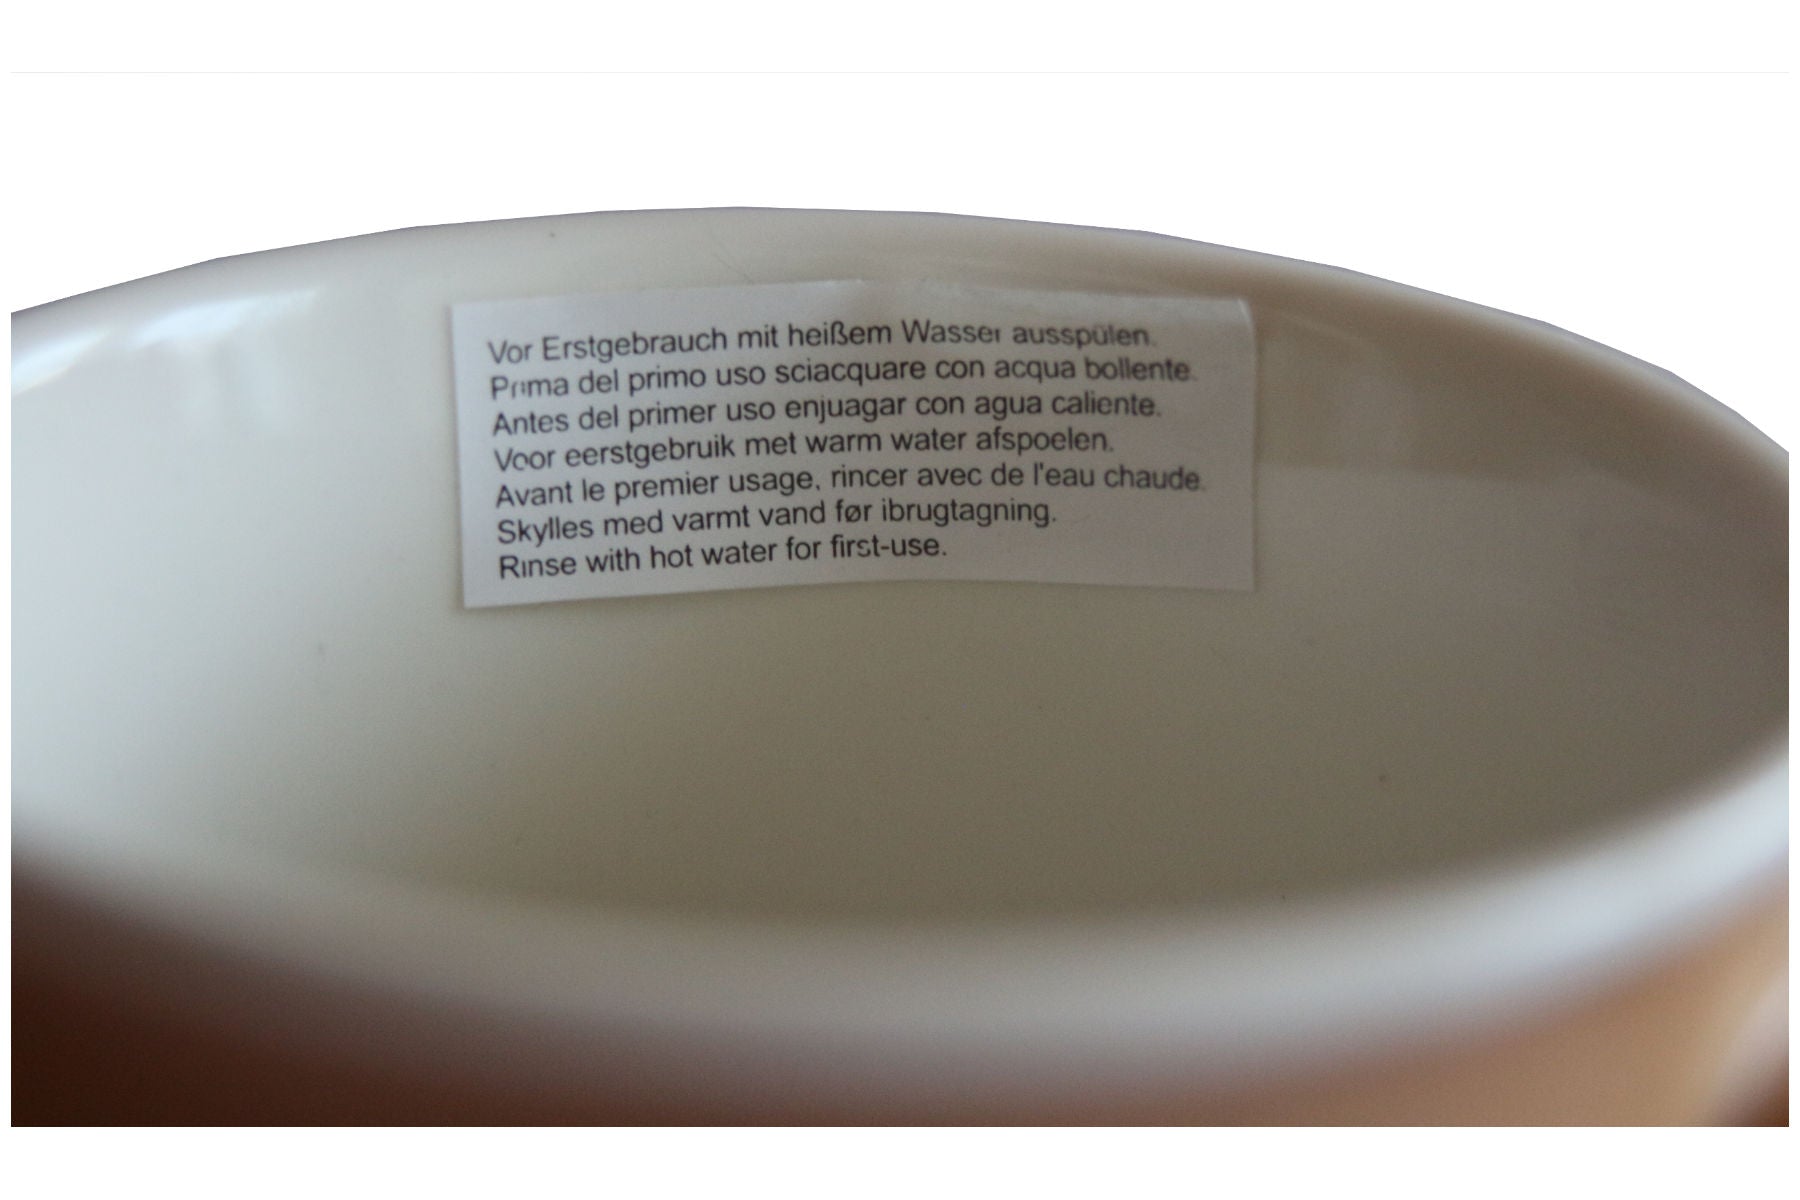 Vor Erstgebrauch mit heißem Wasser ausspülen.
Prima del primo uso sciacquare con acqua bollente.
Antes del primer uso enjuagar con agua caliente.
Voor eerstgebruik met warm water afspoelen.
Avant le premier usage, rincer avec de l'eau chaude.
Skylles med varmt vand før ibrugtagning.
Rinse with hot water for first-use.